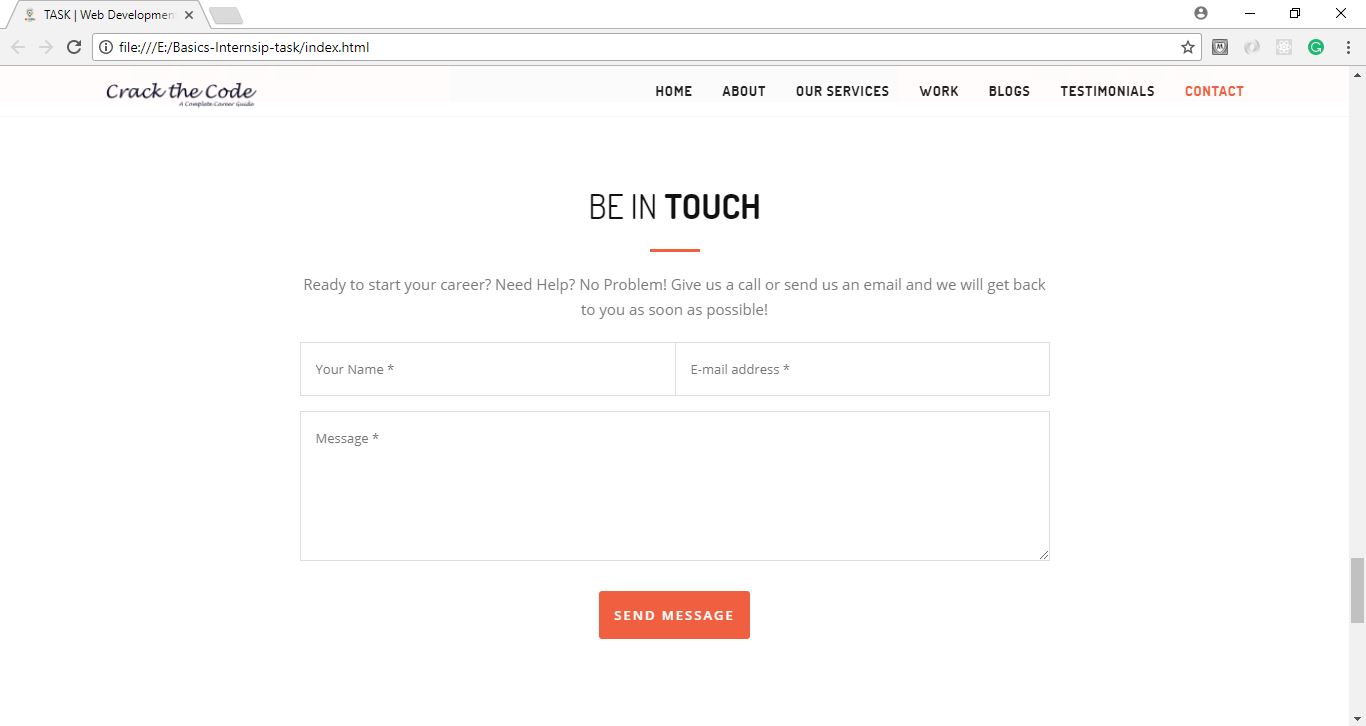 TASK | Web Developmen
file:///E:/Basics-Internsip-task/index.html
Crack the Code
A Complete Career Guide
HOME ABOUT OUR SERVICES WORK BLOGS TESTIMONIALS CONTACT
BE IN TOUCH
Ready to start your career? Need Help? No Problem! Give us a call or send us an email and we will get back
to you as soon as possible!
Your Name * E-mail address *
Message *
SEND MESSAGE